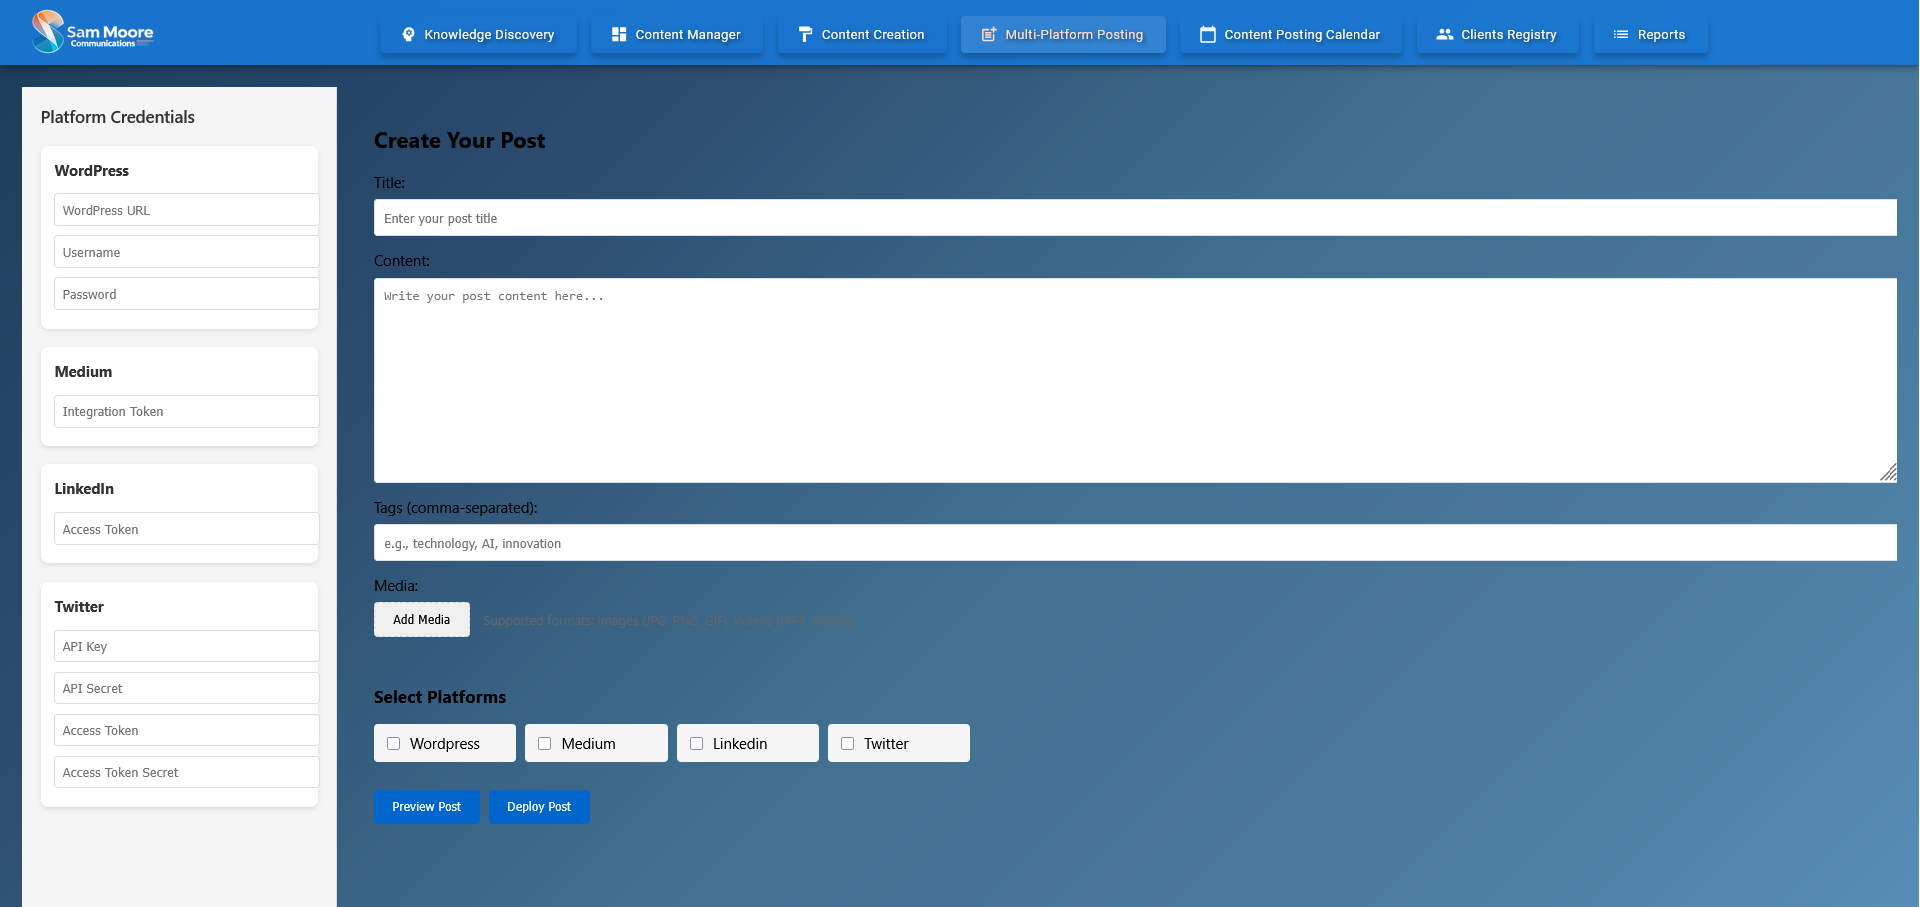 Sam Moore
Communications
Knowledge Discovery
Content Manager
Content Creation
Multi-Platform Posting
Content Posting Calendar
Clients Registry
Reports
Platform Credentials
WordPress
WordPress URL
Username
Password
Medium
Integration Token
LinkedIn
Access Token
Twitter
API Key
API Secret
Access Token
Access Token Secret
Create Your Post
Title:
Enter your post title
Content:
Write your post content here...
Tags (comma-separated):
e.g., technology, AI, innovation
Media:
Add Media
Supported formats: Images (JPG, PNG, GIF), Videos (MP4,
Select Platforms
Wordpress
Medium
Linkedin
Twitter
Preview Post
Deploy Post